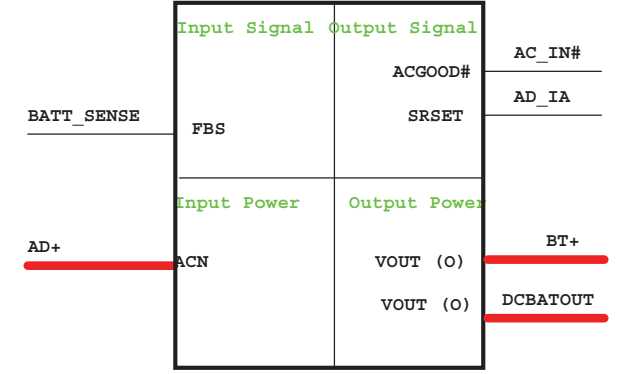 Input Signal Output Signal
AC_IN#
ACGOOD#
AD_IA
BATT_SENSE
SRSET
FBS
Input Power Output Power
AD+
BT+
ACN
VOUT (O)
DCBATOUT
VOUT (O)